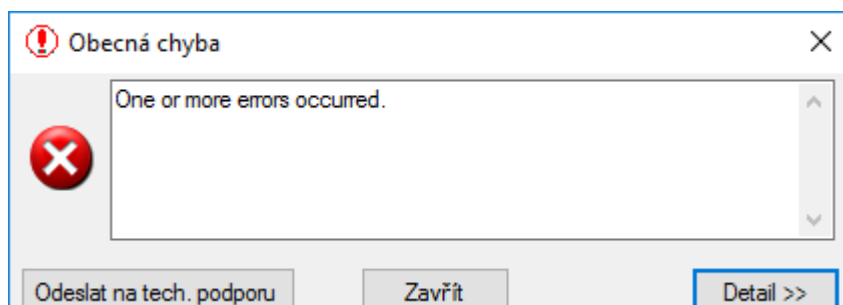 Obecná chyba
One or more errors occurred.
Odeslat na tech. podporu
Zavřít
Detail >>